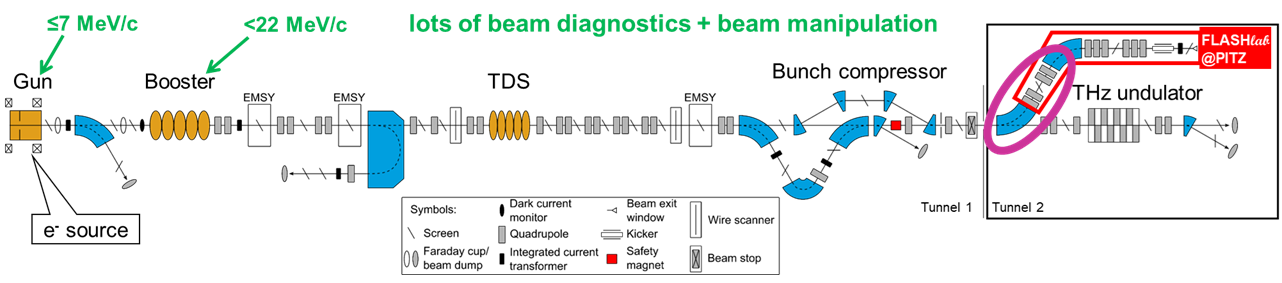 ≤7 MeV/c
<22 MeV/c
lots of beam diagnostics + beam manipulation
FLASHlab
@PITZ
Gun
Booster
TDS
Bunch compressor
THz undulator
EMSY
EMSY
EMSY
e- source
Tunnel 1
Tunnel 2
Symbols:
Screen
Faraday cup/
beam dump
Dark current
monitor
Quadrupole
Integrated current
transformer
Beam exit
window
Kicker
Safety
magnet
Wire scanner
Beam stop